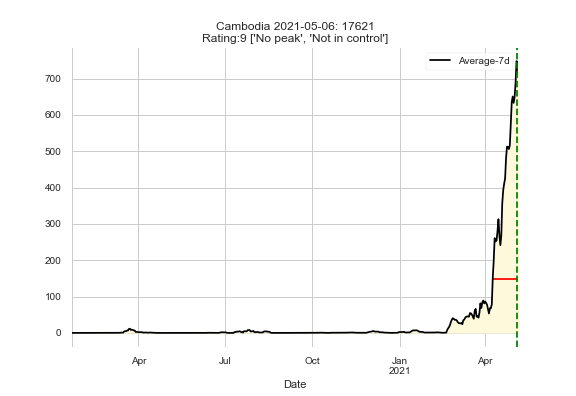 Cambodia 2021-05-06: 17621
Rating:9 ['No peak', 'Not in control']
Average-7d
700
600
500
400
300
200
100
0
Apr
Jul
Oct
Jan
2021
Apr
Date